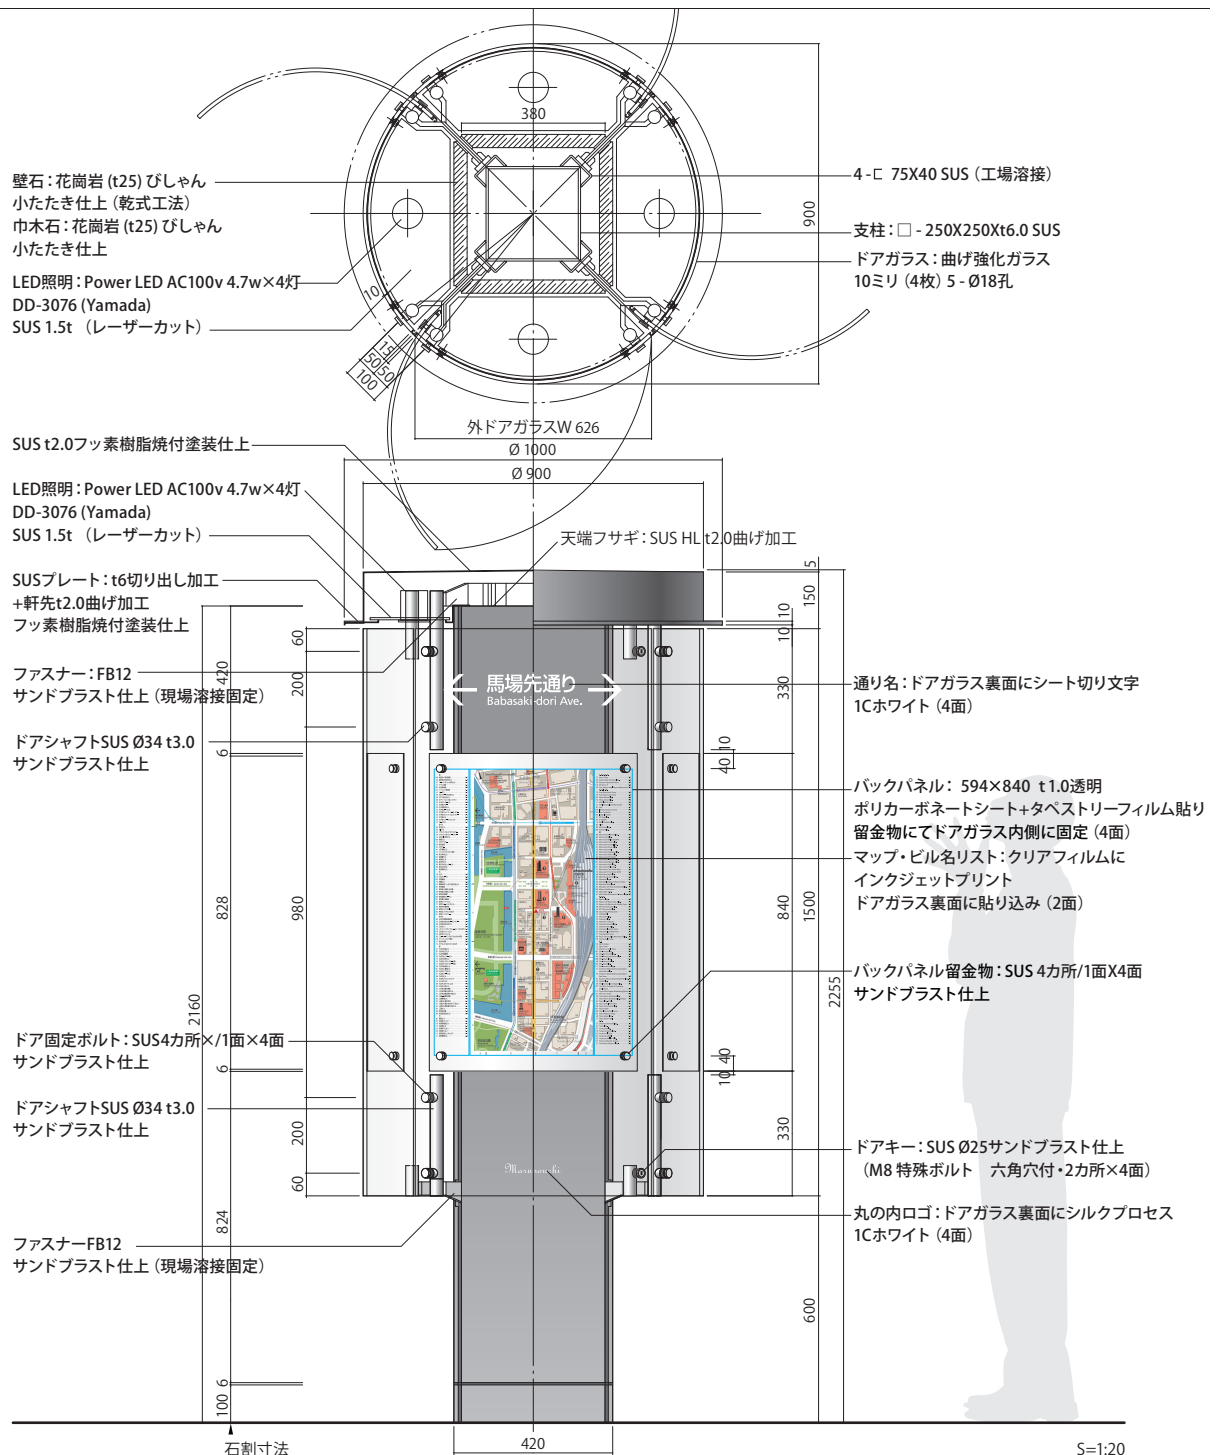 380
壁石：花崗岩 (t25) びしゃん
小たたき仕上（乾式工法）
巾木石：花崗岩 (t25) びしゃん
小たたき仕上
LED照明：Power LED AC100v 4.7w×4灯
DD-3076 (Yamada)
SUS 1.5t （レーザーカット）
4 -⊏ 75X40 SUS（工場溶接）
支柱：□ - 250X250Xt6.0 SUS
ドアガラス：曲げ強化ガラス
10ミリ（4枚）5 - Ø18孔
900
10
15
50
50
100
外ドアガラスW 626
Ø 1000
Ø 900
SUS t2.0フッ素樹脂焼付塗装仕上
LED照明：Power LED AC100v 4.7w×4灯
DD-3076 (Yamada)
SUS 1.5t （レーザーカット）
天端フサギ：SUS HL t2.0曲げ加工
SUSプレート：t6切り出し加工
+軒先t2.0曲げ加工
フッ素樹脂焼付塗装仕上
ファスナー：FB12
サンドブラスト仕上（現場溶接固定）
ドアシャフトSUS Ø34 t3.0
サンドブラスト仕上
馬場先通り
Babasaki-dori Ave.
通り名：ドアガラス裏面にシート切り文字
1Cホワイト（4面）
バックパネル： 594×840 t1.0透明
ポリカーボネートシート+タペストリーフィルム貼り
留金物にてドアガラス内側に固定（4面）
マップ・ビル名リスト：クリアフィルムに
インクジェットプリント
ドアガラス裏面に貼り込み（2面）
バックパネル留金物：SUS 4カ所/1面X4面
サンドブラスト仕上
ドア固定ボルト：SUS4カ所×/1面×4面
サンドブラスト仕上
ドアシャフトSUS Ø34 t3.0
サンドブラスト仕上
Marunouchi
ドアキー：SUS Ø25サンドブラスト仕上
（M8 特殊ボルト 六角穴付・2カ所×4面）
丸の内ロゴ：ドアガラス裏面にシルクプロセス
1Cホワイト（4面）
ファスナーFB12
サンドブラスト仕上（現場溶接固定）
2160
420
6
828
6
824
6
100
60
200
980
200
60
5
150
10
10
330
10
40
840
1500
2255
40
10
330
600
石割寸法
420
S=1:20